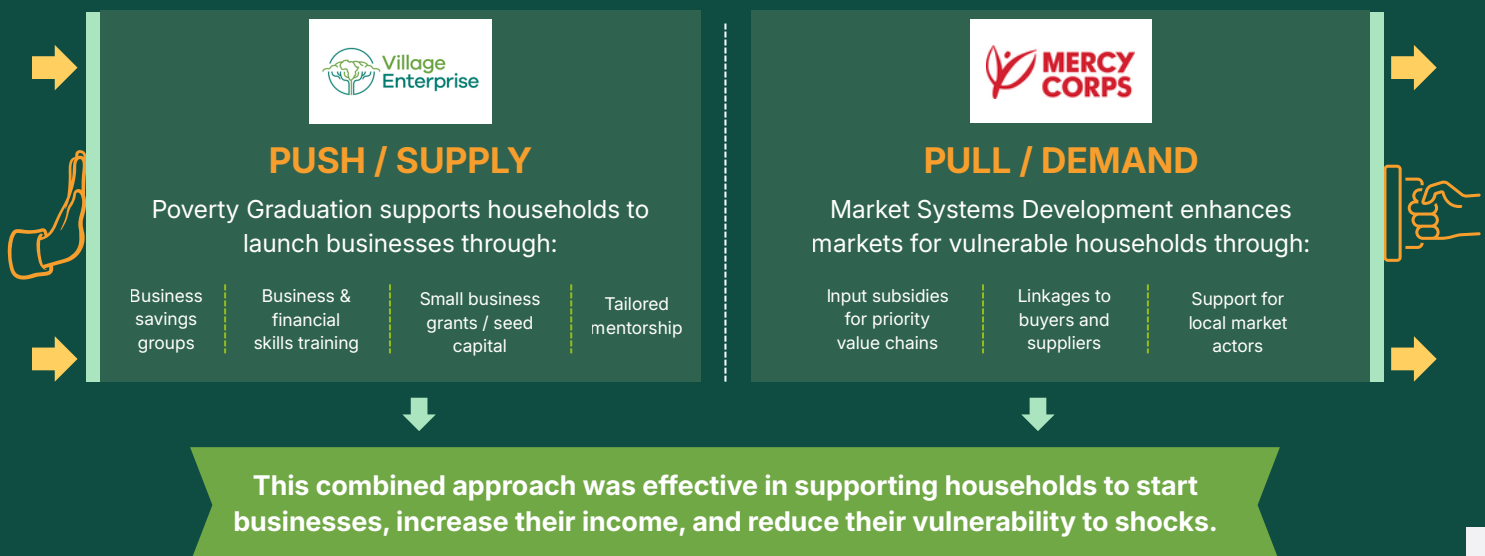 Village
Enterprise
PUSH / SUPPLY
Poverty Graduation supports households to
launch businesses through:
Business
savings
groups
Business &
financial
skills training
Small business
grants / seed
capital
Tailored
mentorship
MERCY
CORPS
PULL / DEMAND
Market Systems Development enhances
markets for vulnerable households through:
Input subsidies
for priority
value chains
Linkages to
buyers and
suppliers
Support for
local market
actors
This combined approach was effective in supporting households to start
businesses, increase their income, and reduce their vulnerability to shocks.